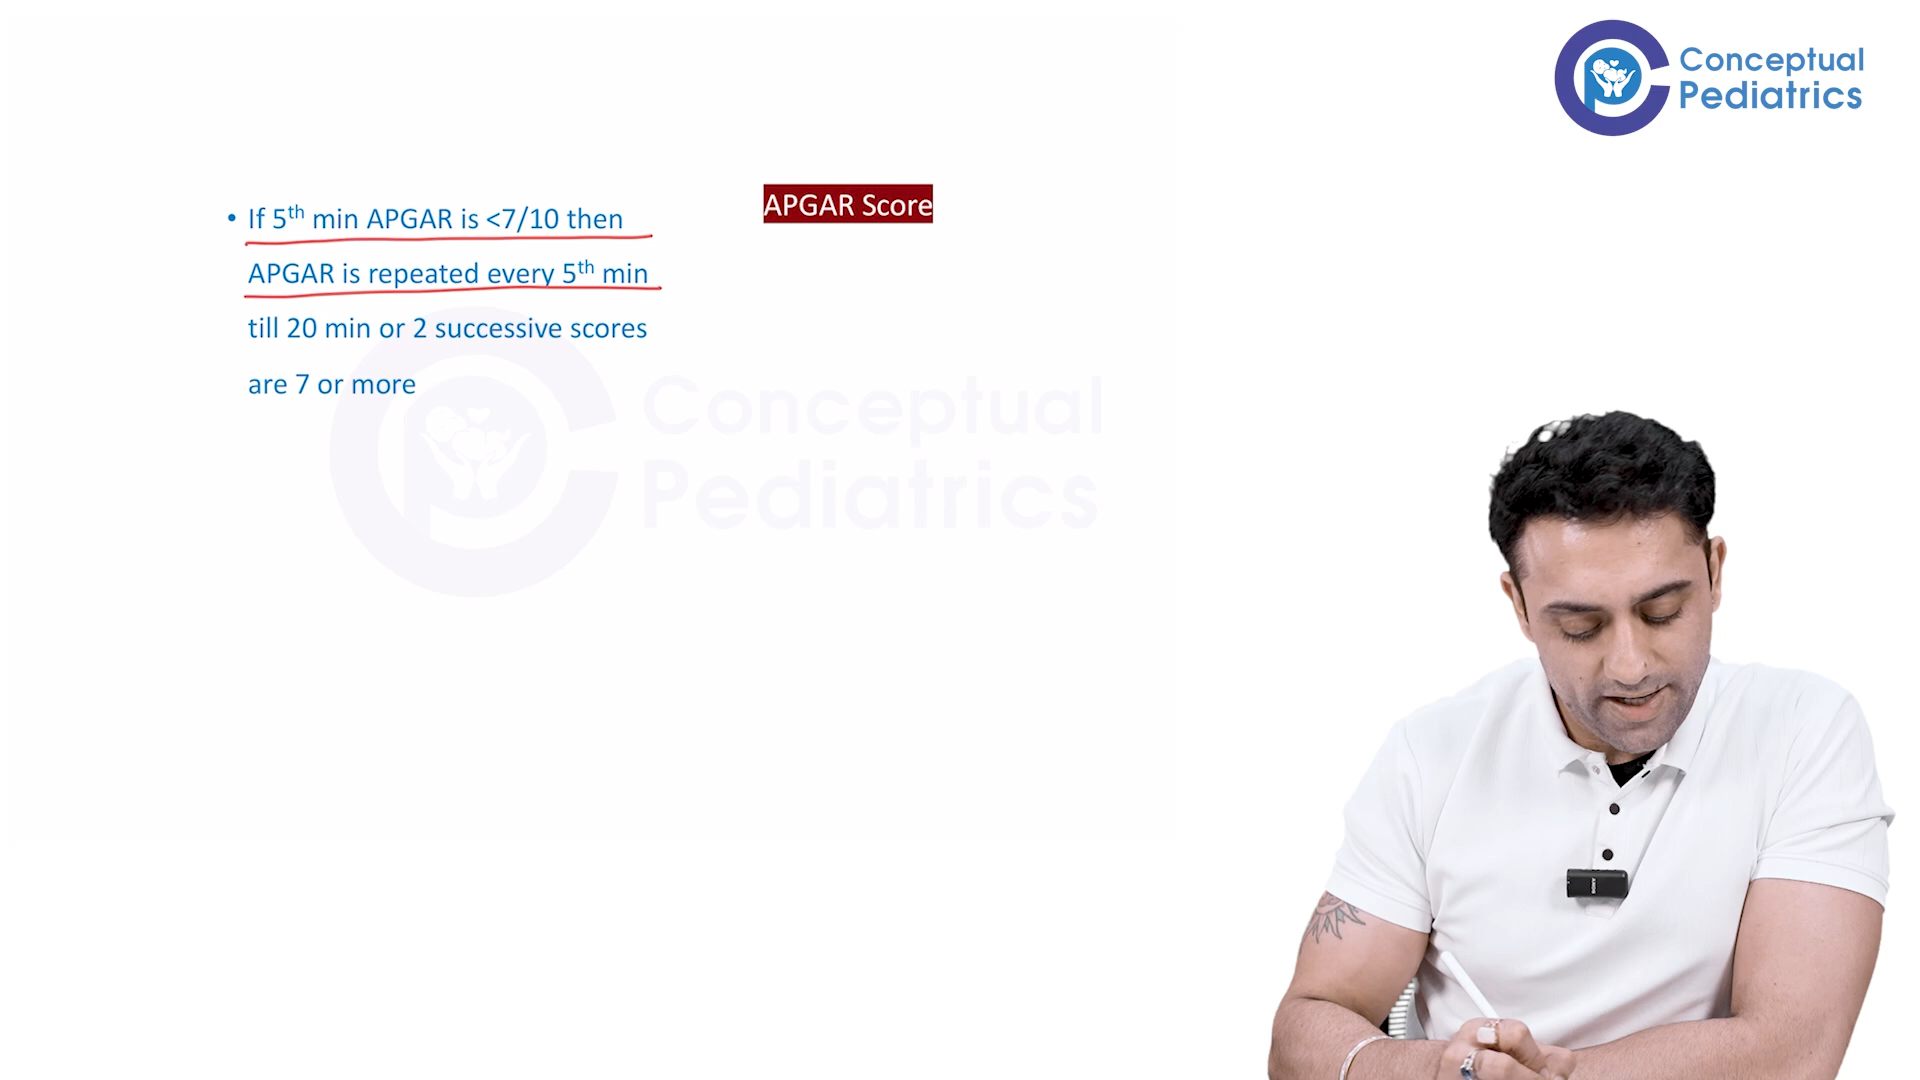 Conceptual
Pediatrics
APGAR Score
• If 5th min APGAR is <7/10 then
APGAR is repeated every 5th min
till 20 min or 2 successive scores
are 7 or more
Conceptual
Pediatrics